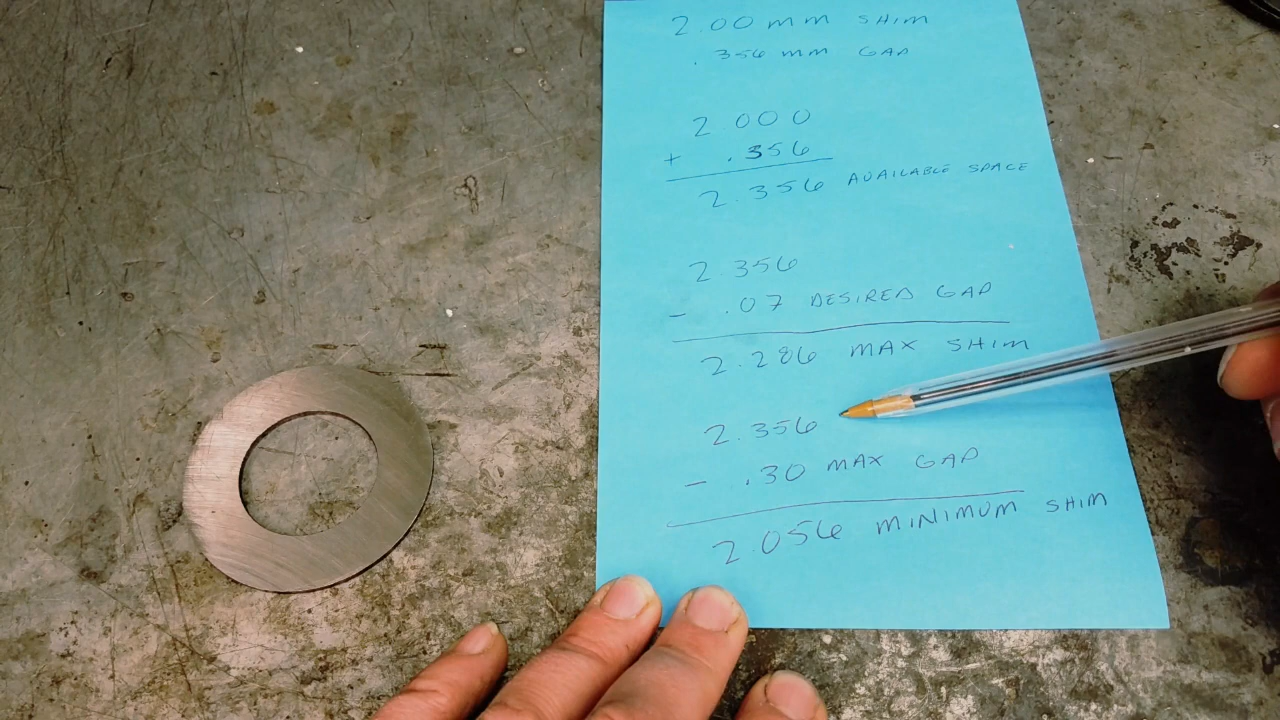 2.00 mm SHIM
.356 mm GAP
2.000
+ .356
2.356 AVAILABLE SPACE
2.356
- .07 DESIRED GAP
2.286 MAX SHIM
2.356
- .30 MAX GAP
2.056 MINIMUM SHIM